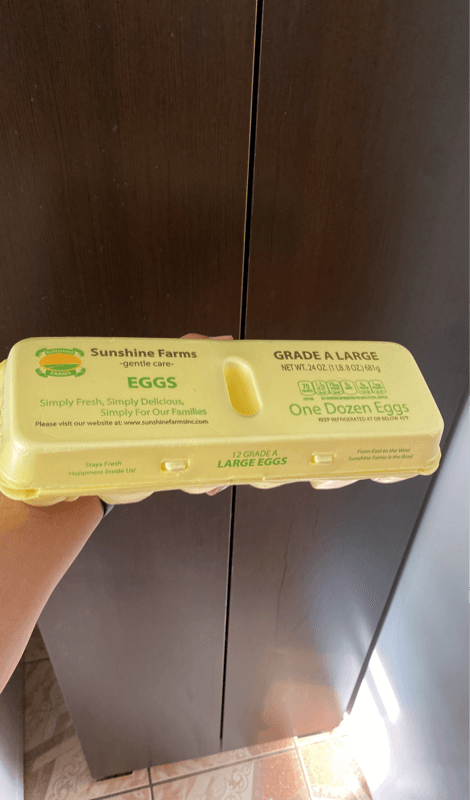 SUNSHINE
FARMS
Sunshine Farms
-gentle care-
EGGS
Simply Fresh, Simply Delicious,
Simply For Our Families
Please visit our website at: www.sunshinefarmsinc.com
GRADE A LARGE
NET WT. 24 OZ. (1 LB. 8 OZ.) 681g
One Dozen Eggs
KEEP REFRIGERATED AT OR BELOW 45°F
Stays Fresh
Happiness Inside Us!
12 GRADE A
LARGE EGGS
From East to the West
Sunshine Farms is the Best!